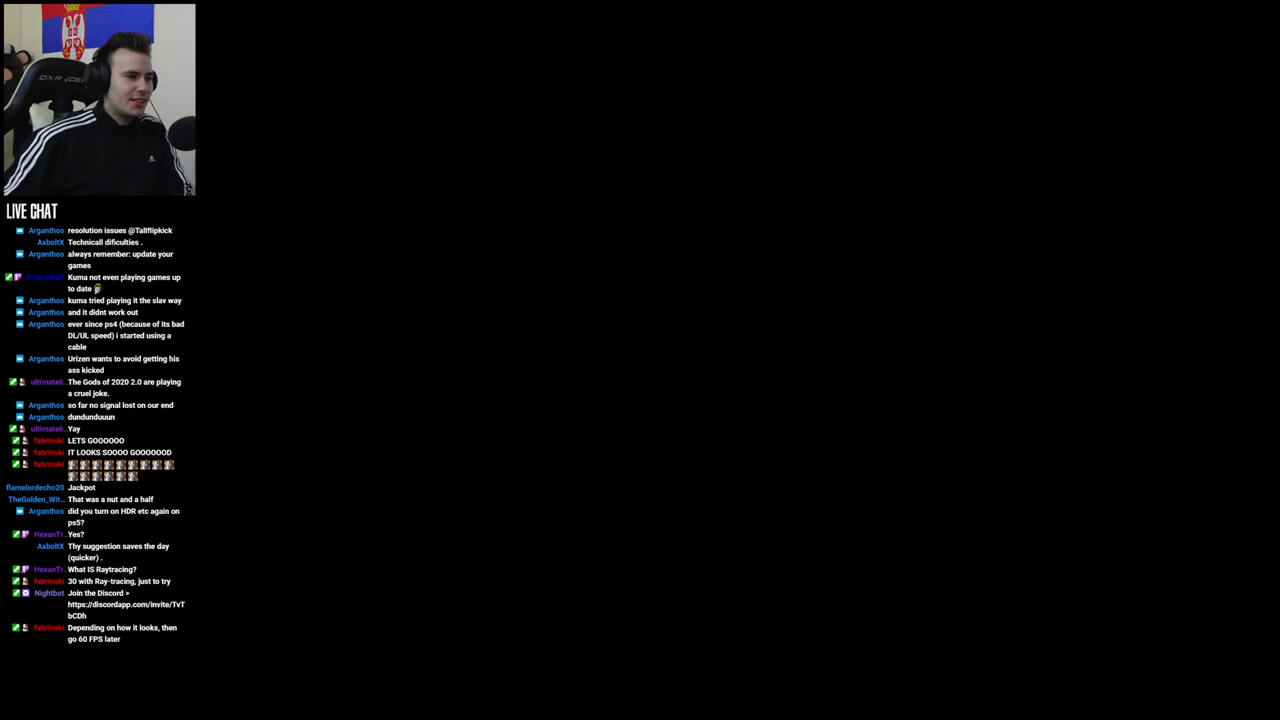 DXRACER
LIVE CHAT
Arganthos resolution issues @Tallflipkick
AxboltX Technicall dificulties .
Arganthos always remember: update your
games
Kuma not even playing games up
to date
Arganthos kuma tried playing it the slav way
Arganthos and it didnt work out
Arganthos ever since ps4 (because of its bad
DL/UL speed) i started using a
cable
Arganthos Urizen wants to avoid getting his
ass kicked
ultimateli.. The Gods of 2020 2.0 are playing
a cruel joke.
Arganthos so far no signal lost on our end
Arganthos dundunduuun
ultimateli.. Yay
fabrinski LETS GOOOOOO
fabrinski IT LOOKS SOOOO GOOOOOOD
fabrinski
flamelordecho20 Jackpot
TheGolden_Wit... That was a nut and a half
Arganthos did you turn on HDR etc again on
ps5?
HexanTr.. Yes?
AxboltX Thy suggestion saves the day
(quicker) .
HexanTr.. What IS Raytracing?
fabrinski 30 with Ray-tracing, just to try
Nightbot Join the Discord >
https://discordapp.com/invite/TvT
bCDh
fabrinski Depending on how it looks, then
go 60 FPS later